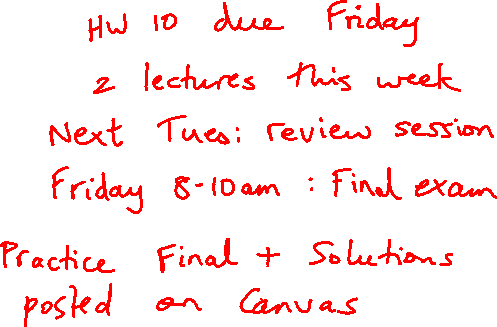 HW 10 due Friday
2 lectures this week
Next Tues: review session
Friday 8-10am : Final exam
Practice Final + Solutions
posted on Canvas